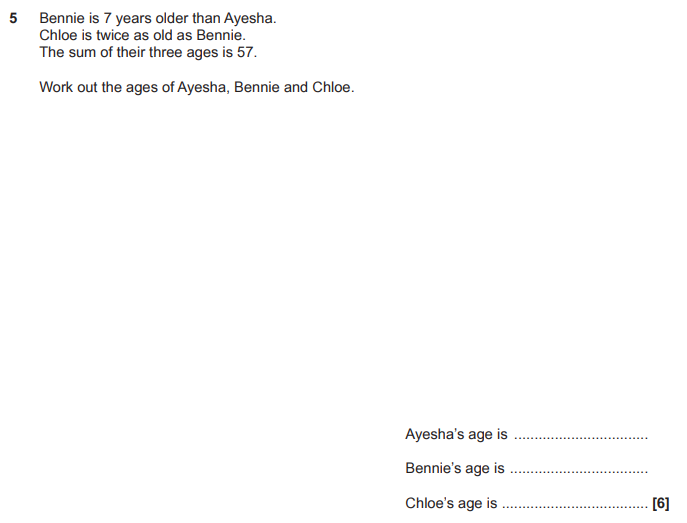 5 Bennie is 7 years older than Ayesha.
Chloe is twice as old as Bennie.
The sum of their three ages is 57.
Work out the ages of Ayesha, Bennie and Chloe.
Ayesha's age is .................................
Bennie's age is ..................................
Chloe's age is .................................... [6]